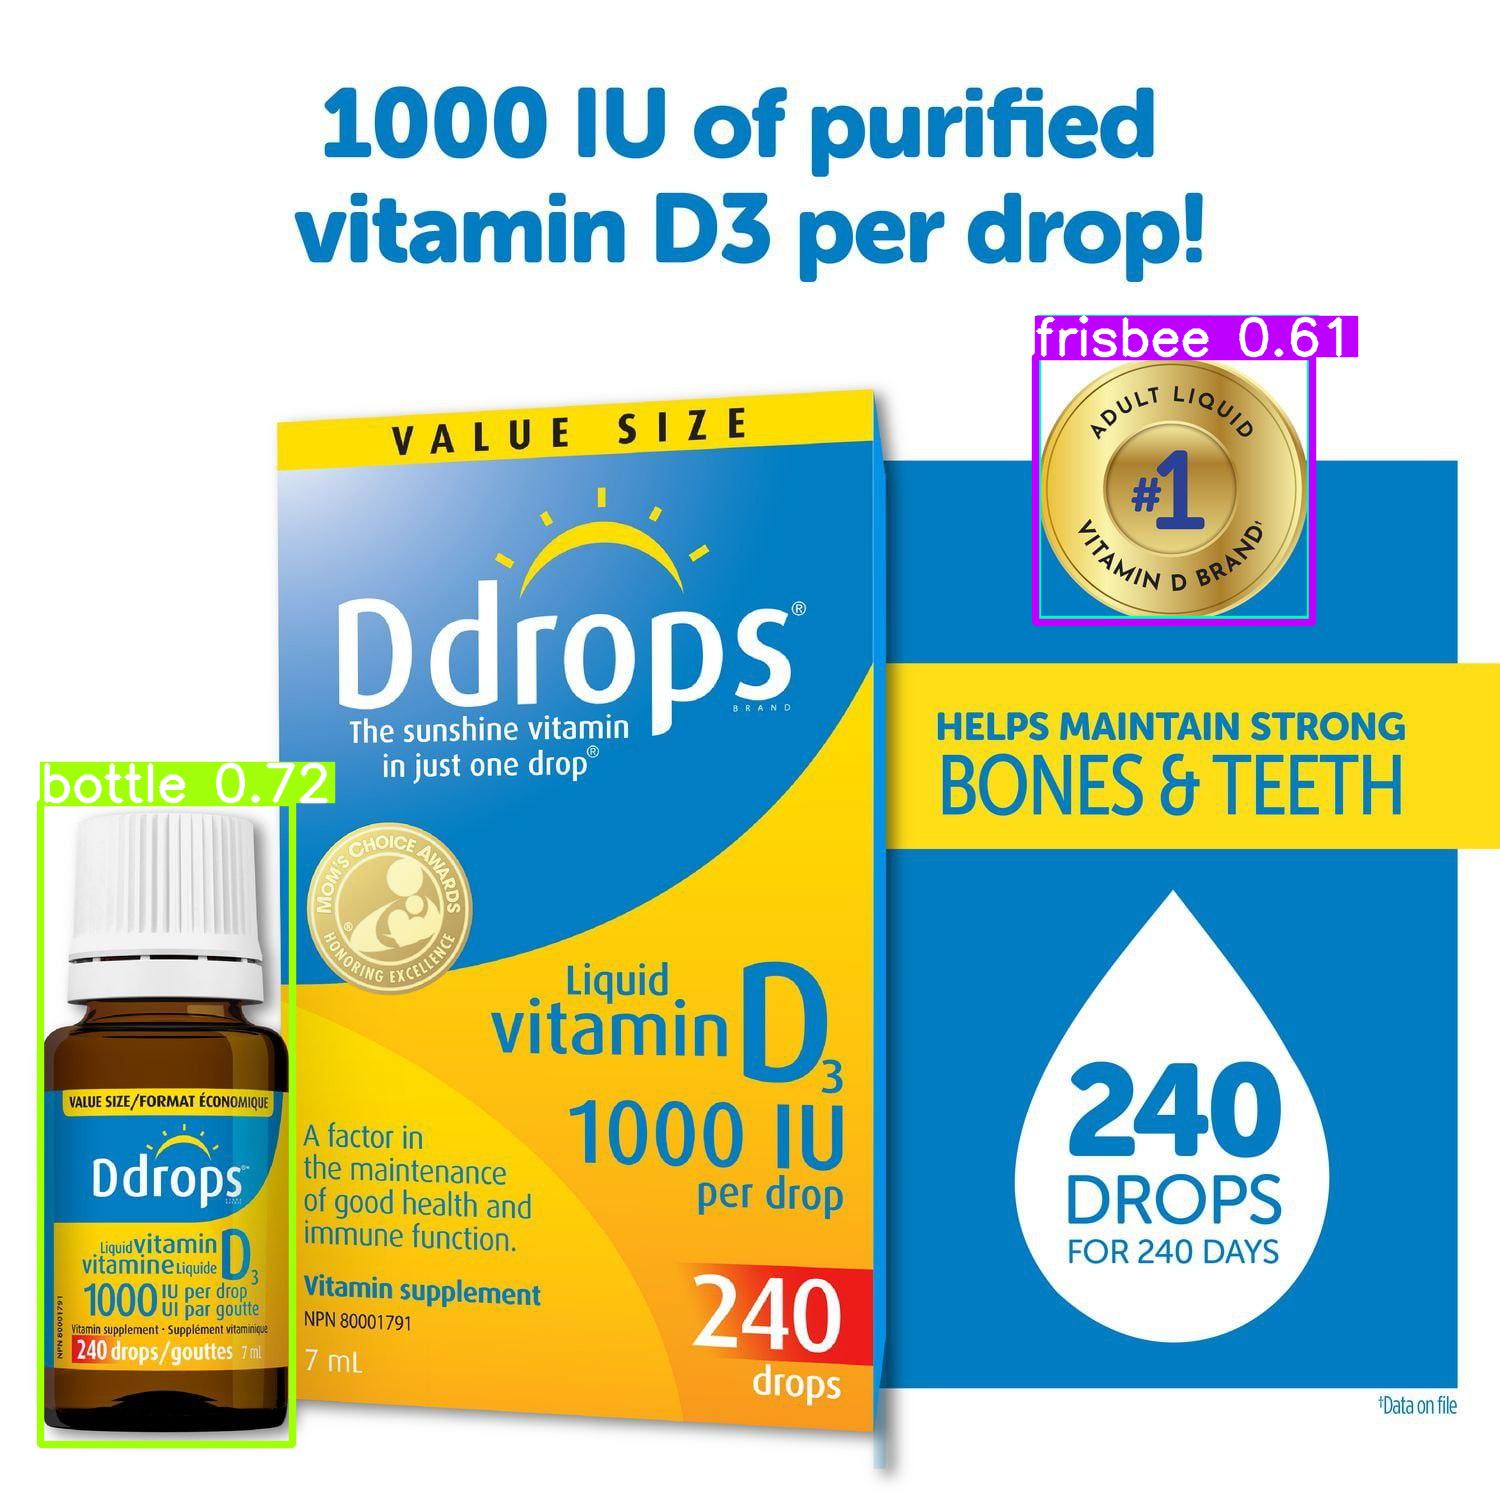 1000 IU of purified
vitamin D3 per drop!
frisbee 0.61
ADULT LIQUID
#1
VITAMIN D BRAND†
VALUE SIZE
Ddrops®
BRAND
The sunshine vitamin
in just one drop®
MOM'S CHOICE AWARDS
®
HONORING EXCELLENCE
Liquid
vitamin D3
1000 IU
per drop
A factor in
the maintenance
of good health and
immune function.
Vitamin supplement
NPN 80001791
7 mL
240
drops
HELPS MAINTAIN STRONG
BONES & TEETH
240
DROPS
FOR 240 DAYS
†Data on file
bottle 0.72
VALUE SIZE/FORMAT ÉCONOMIQUE
Ddrops
Liquid vitamin D3
vitamine Liquide
1000 IU per drop
UI par goutte
Vitamin supplement · Supplément vitaminique
240 drops/gouttes 7 mL
NPN 80001791